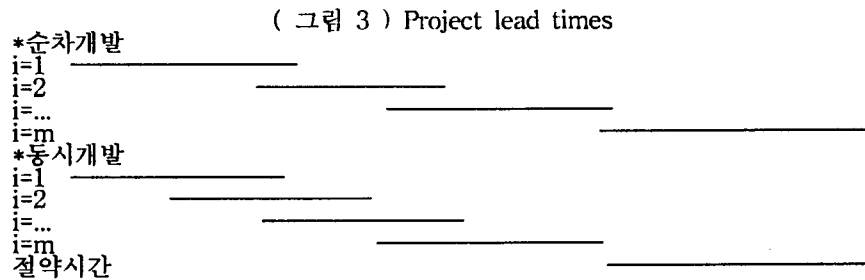 ( 그림 3 ) Project lead times
*순차개발
i=1
i=2
i=...
i=m
*동시개발
i=1
i=2
i=...
i=m
절약시간